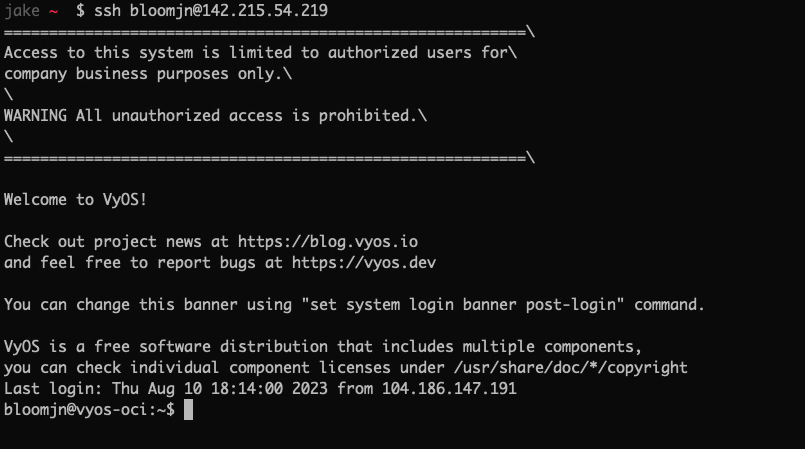 jake ~ $ ssh bloomjn@142.215.54.219
==========================================================\
Access to this system is limited to authorized users for\
company business purposes only.\
\
WARNING All unauthorized access is prohibited.\
\
==========================================================\
Welcome to VyOS!
Check out project news at https://blog.vyos.io
and feel free to report bugs at https://vyos.dev
You can change this banner using "set system login banner post-login" command.
VyOS is a free software distribution that includes multiple components,
you can check individual component licenses under /usr/share/doc/*/copyright
Last login: Thu Aug 10 18:14:00 2023 from 104.186.147.191
bloomjn@vyos-oci:~$